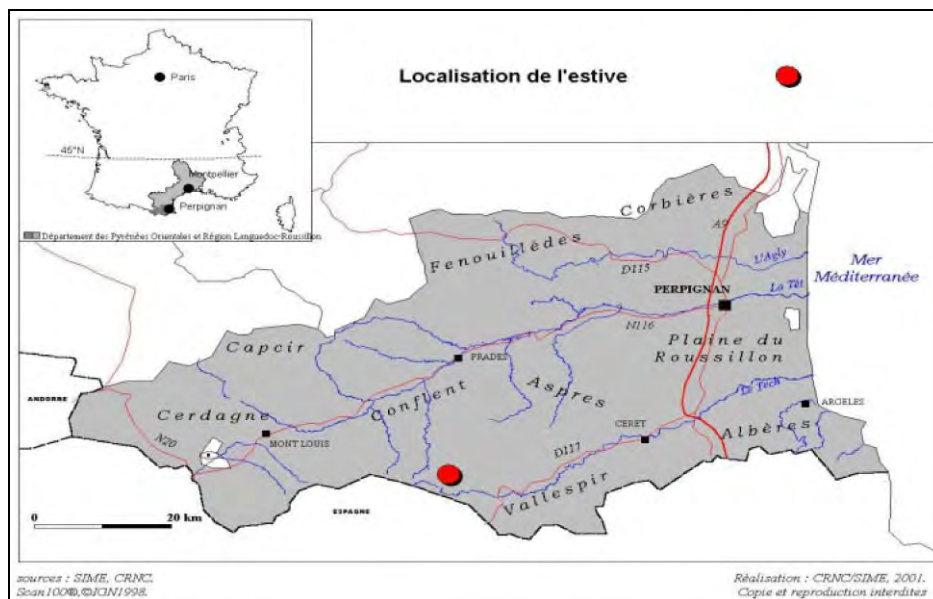 Localisation de l'estive
Paris
45°N
Montpellier
Perpignan
Département des Pyrénées Orientales et Région Languedoc-Roussillon
Corbières
A9
Fenouillèdes
L'Agly
D115
Mer
Méditerranée
PERPIGNAN
La Têt
N116
Capcir
PRADES
Plaine du
Roussillon
ANDORRE
Conflent
Aspres
Le Tech
ARGELES
Cerdagne
CERET
Albères
N20
MONT LOUIS
D117
Vallespir
ESPAGNE
0 20 km
sources : SIME, CRNC.
Scan100®,©IGN1998.
Réalisation : CRNC/SIME, 2001.
Copie et reproduction interdites